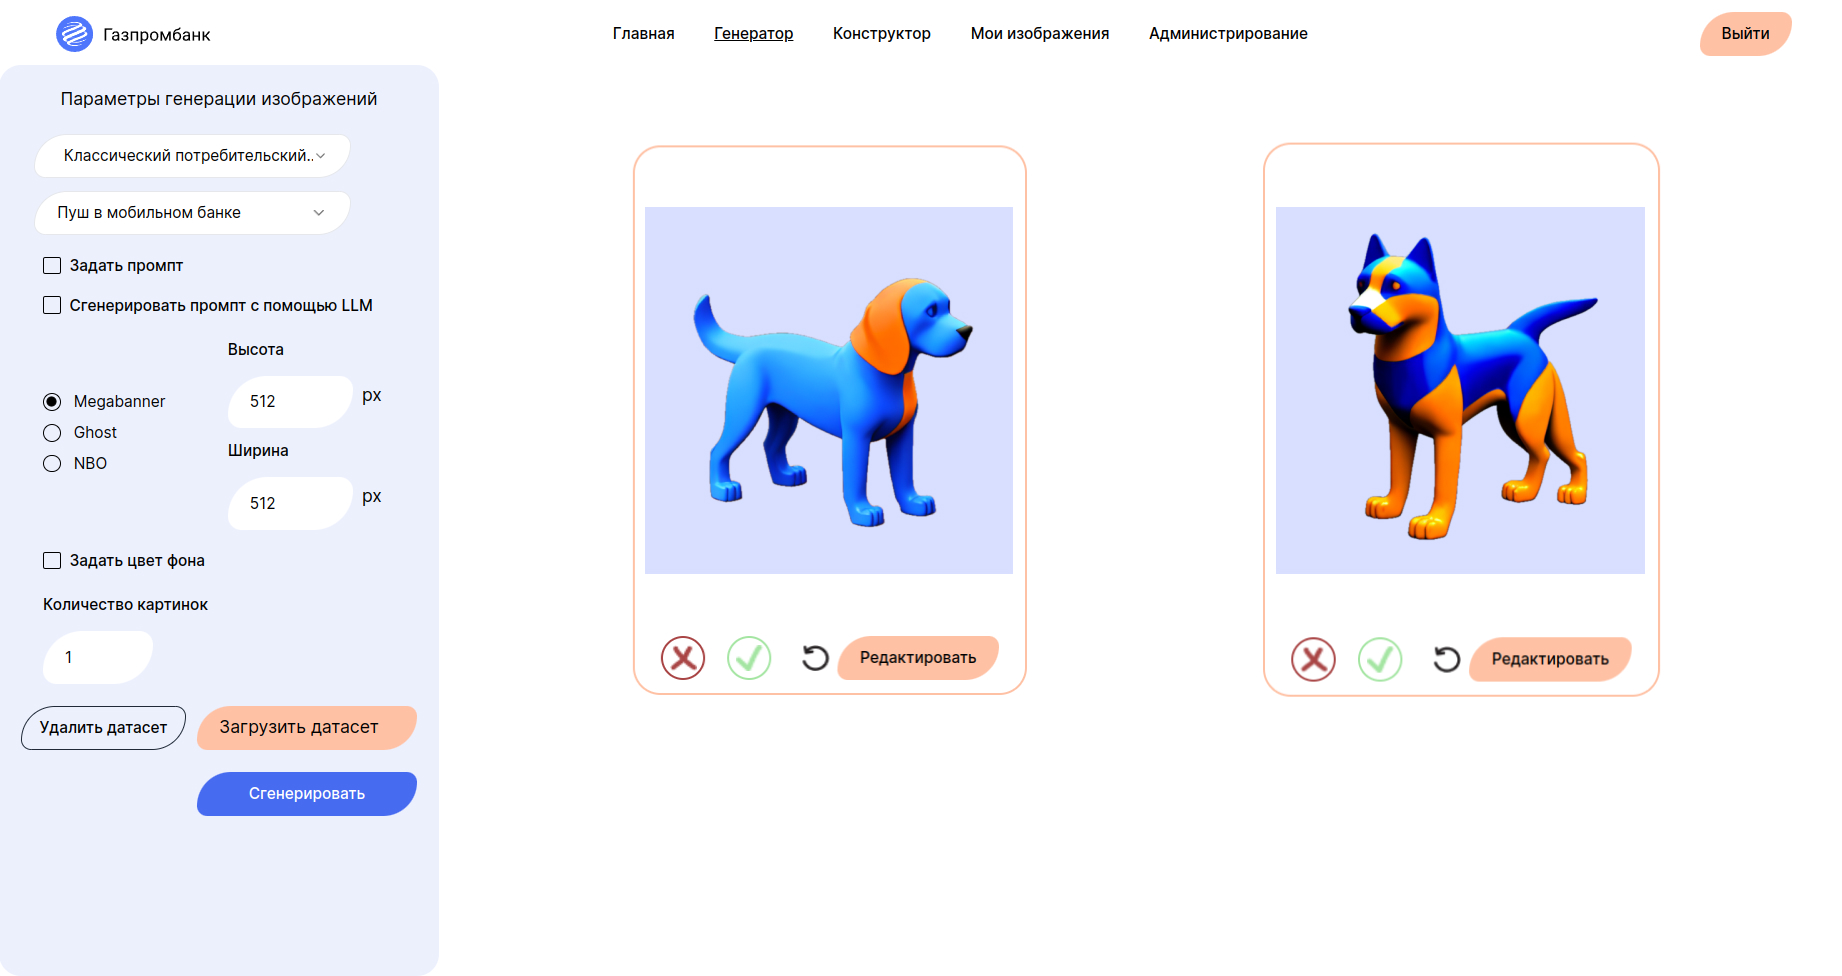 Газпромбанк
Главная
Генератор
Конструктор
Мои изображения
Администрирование
Выйти
Параметры генерации изображений
Классический потребительский..
Пуш в мобильном банке
Задать промпт
Сгенерировать промпт с помощью LLM
Высота
512
px
Megabanner
Ghost
NBO
Ширина
512
px
Задать цвет фона
Количество картинок
1
Удалить датасет
Загрузить датасет
Сгенерировать
Редактировать
Редактировать